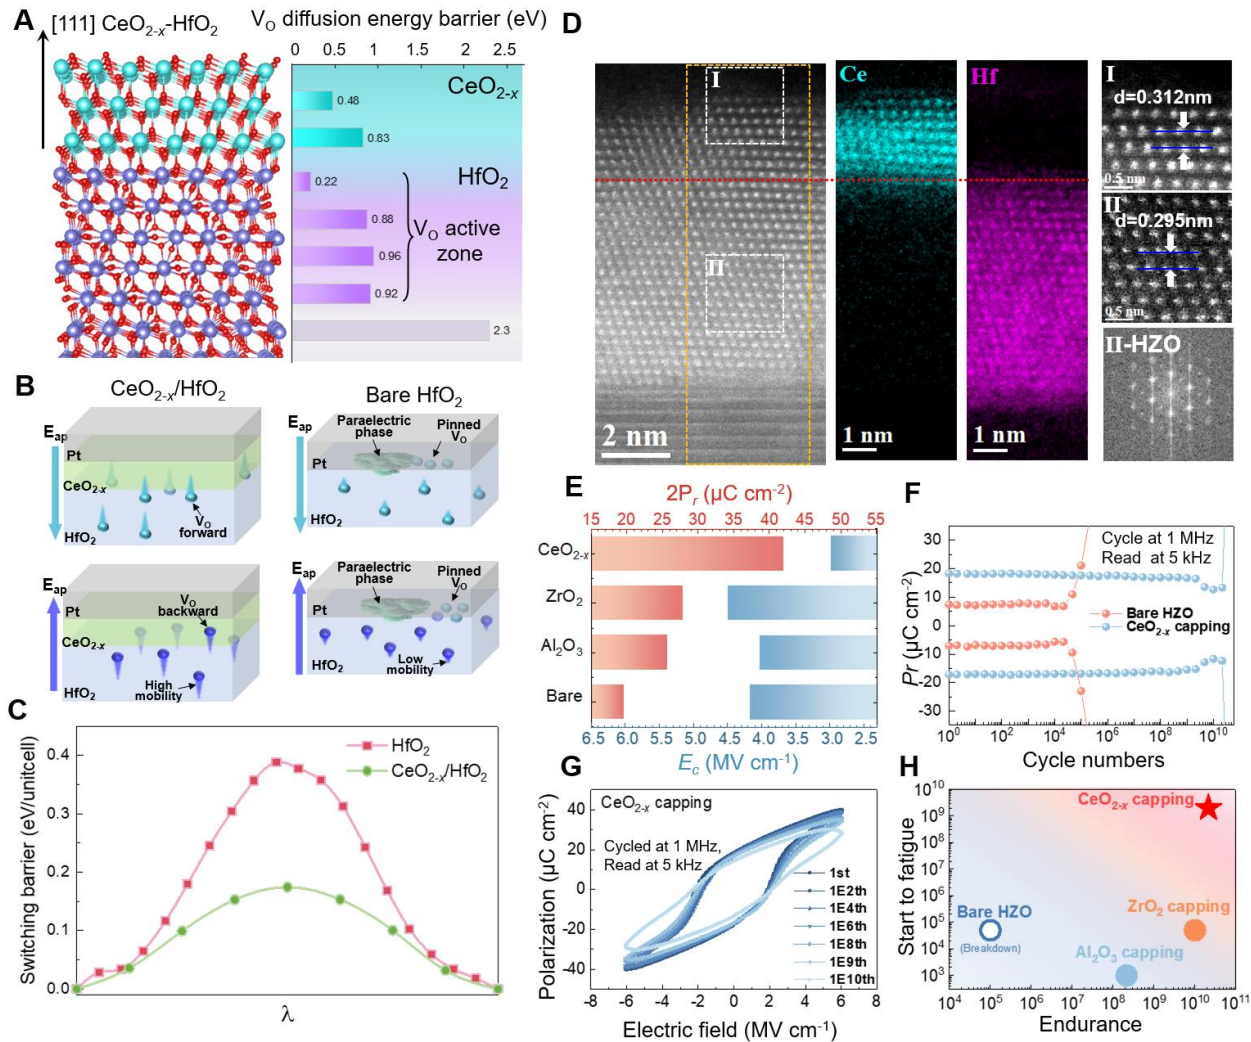 A
[111] CeO2-x-HfO2
VO diffusion energy barrier (eV)
0 0.5 1 1.5 2 2.5
CeO2-x
0.48
0.83
HfO2
0.22
0.88
VO active
zone
0.96
0.92
2.3
B
CeO2-x/HfO2
Bare HfO2
Eap
Pt
CeO2-x
VO
forward
HfO2
Eap
Paraelectric
phase
Pinned
VO
Pt
HfO2
Eap
VO
backward
Pt
CeO2-x
HfO2
High
mobility
Eap
Paraelectric
phase
Pinned
VO
Pt
HfO2
Low
mobility
C
Switching barrier (eV/unitcell)
0.4
0.3
0.2
0.1
0.0
HfO2
CeO2-x/HfO2
λ
D
I
II
2 nm
Ce
1 nm
Hf
1 nm
I
d=0.312nm
0.5 nm
II
d=0.295nm
0.5 nm
II-HZO
E
2Pr (µC cm-2)
15 20 25 30 35 40 45 50 55
CeO2-x
ZrO2
Al2O3
Bare
6.5 6.0 5.5 5.0 4.5 4.0 3.5 3.0 2.5
Ec (MV cm-1)
F
Pr (µC cm-2)
30
20
10
0
-10
-20
-30
Cycle at 1 MHz
Read at 5 kHz
Bare HZO
CeO2-x capping
10^0 10^2 10^4 10^6 10^8 10^10
Cycle numbers
G
Polarization (µC cm-2)
40
20
0
-20
-40
CeO2-x capping
Cycled at 1 MHz,
Read at 5 kHz
1st
1E2th
1E4th
1E6th
1E8th
1E9th
1E10th
-8 -6 -4 -2 0 2 4 6 8
Electric field (MV cm-1)
H
Start to fatigue
10^10
10^9
10^8
10^7
10^6
10^5
10^4
10^3
CeO2-x capping
Bare HZO
(Breakdown)
ZrO2 capping
Al2O3 capping
10^4 10^5 10^6 10^7 10^8 10^9 10^10 10^11
Endurance